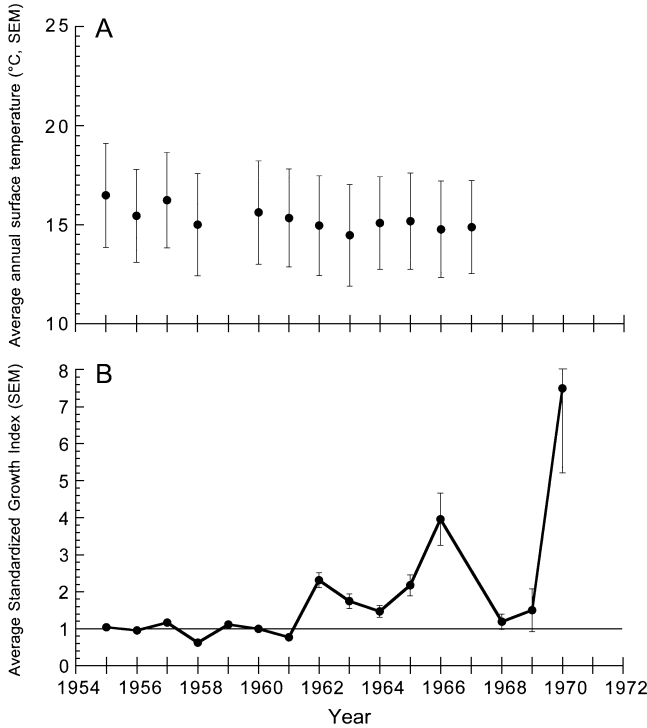 A
Average annual surface temperature (°C, SEM)
25
20
15
10
B
Average Standardized Growth Index (SEM)
8
7
6
5
4
3
2
1
0
1954 1956 1958 1960 1962 1964 1966 1968 1970 1972
Year